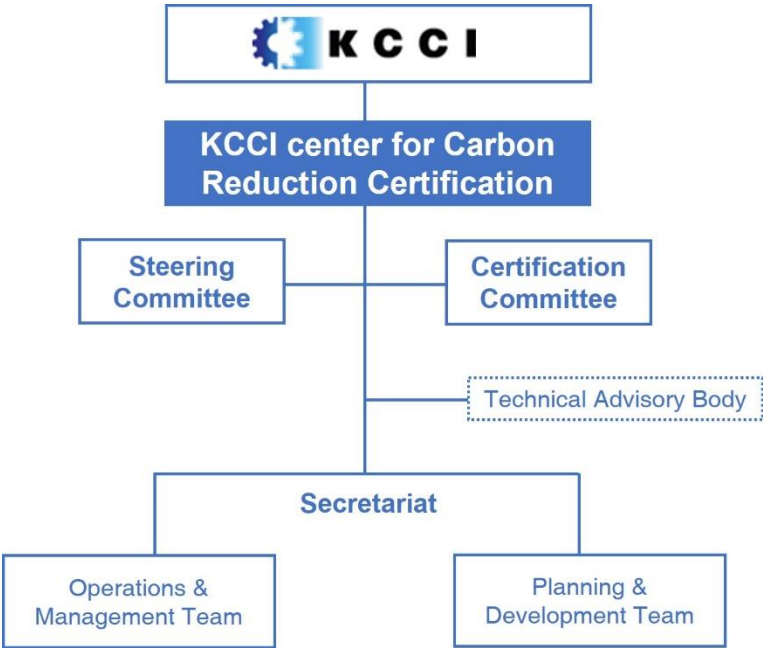 KCCI
KCCI center for Carbon
Reduction Certification
Steering
Committee
Certification
Committee
Technical Advisory Body
Secretariat
Operations &
Management Team
Planning &
Development Team